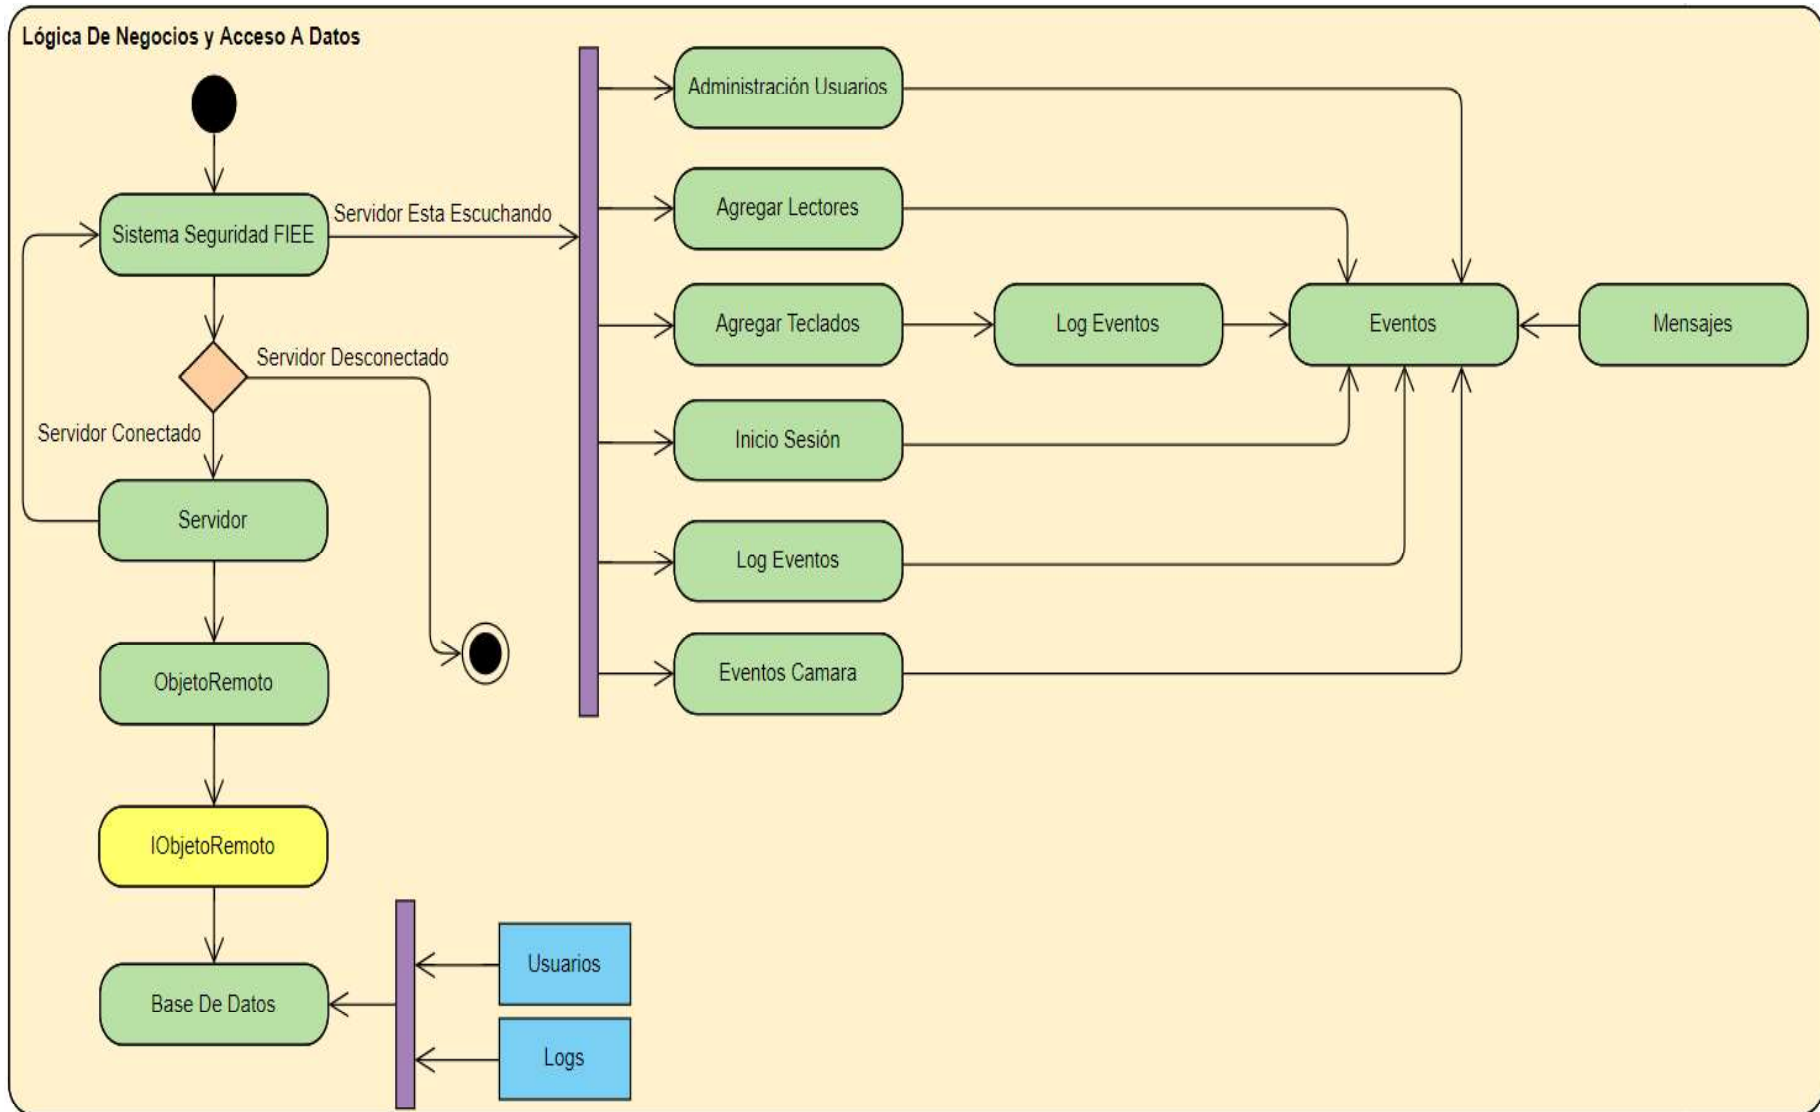 Lógica De Negocios y Acceso A Datos
Administración Usuarios
Agregar Lectores
Servidor Esta Escuchando
Sistema Seguridad FIEE
Agregar Teclados
Log Eventos
Eventos
Mensajes
Servidor Desconectado
Servidor Conectado
Inicio Sesión
Servidor
Log Eventos
ObjetoRemoto
Eventos Camara
IObjetoRemoto
Usuarios
Base De Datos
Logs